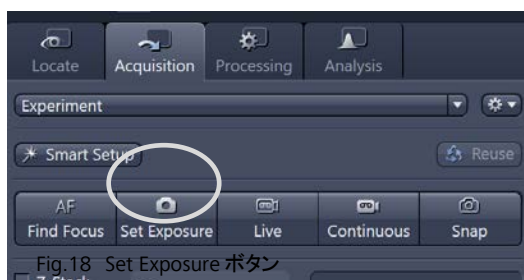 Locate Acquisition Processing Analysis
Experiment
Smart Setup Reuse
AF
Find Focus Set Exposure Live Continuous Snap
Fig.18 Set Exposure ボタン
Z-Stack